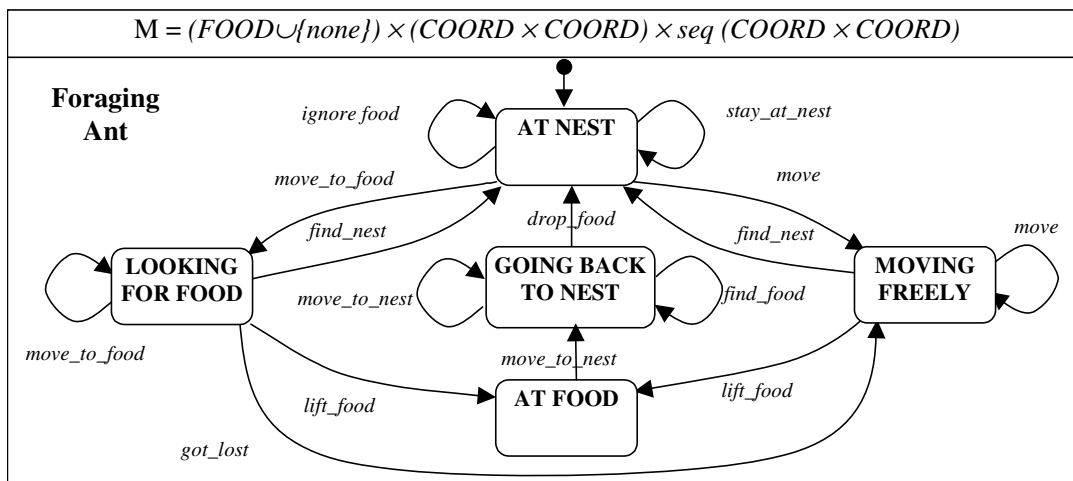 M = (FOOD∪{none}) × (COORD × COORD) × seq (COORD × COORD)
Foraging
Ant
ignore food
AT NEST
stay_at_nest
move_to_food
move
drop_food
find_nest
find_nest
move
LOOKING
FOR FOOD
GOING BACK
TO NEST
MOVING
FREELY
move_to_nest
find_food
move_to_food
move_to_nest
AT FOOD
lift_food
lift_food
got_lost